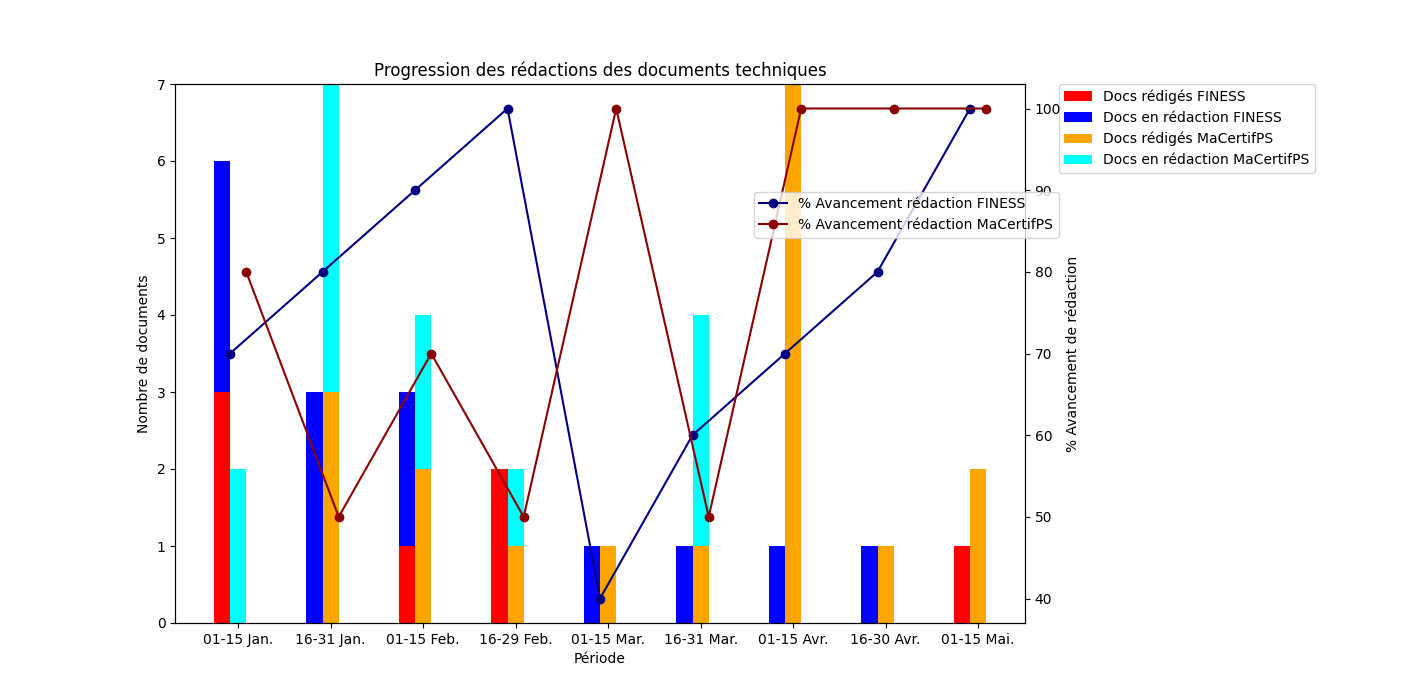 Progression des rédactions des documents techniques
Nombre de documents
7
6
5
4
3
2
1
0
01-15 Jan.
16-31 Jan.
01-15 Feb.
16-29 Feb.
01-15 Mar.
16-31 Mar.
01-15 Avr.
16-30 Avr.
01-15 Mai.
Période
100
90
80
70
60
50
40
% Avancement de rédaction
% Avancement rédaction FINESS
% Avancement rédaction MaCertifPS
Docs rédigés FINESS
Docs en rédaction FINESS
Docs rédigés MaCertifPS
Docs en rédaction MaCertifPS